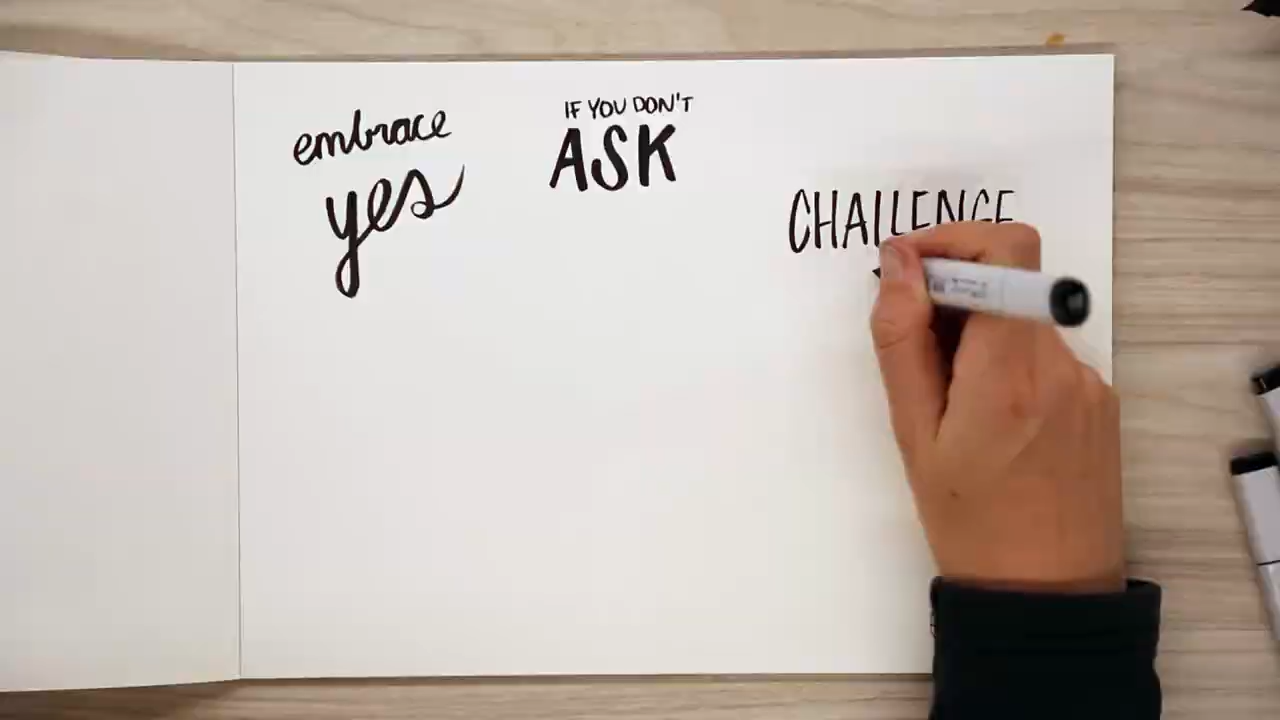 embrace
yes
IF YOU DON'T
ASK
CHALLENGE